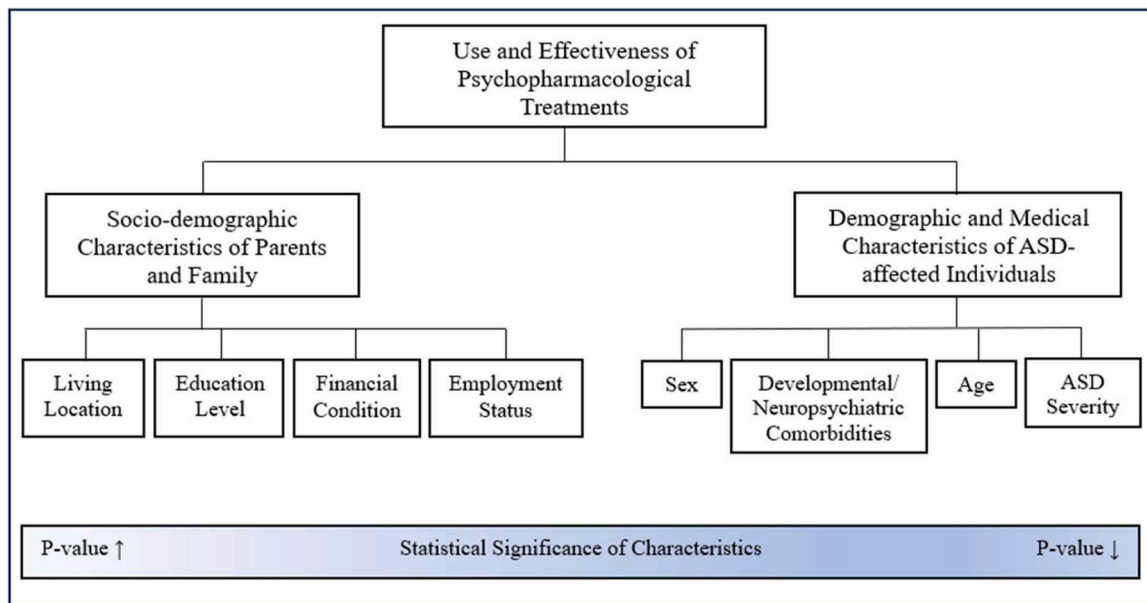 Use and Effectiveness of
Psychopharmacological
Treatments
Socio-demographic
Characteristics of Parents
and Family
Demographic and Medical
Characteristics of ASD-
affected Individuals
Living
Location
Education
Level
Financial
Condition
Employment
Status
Sex
Developmental/
Neuropsychiatric
Comorbidities
Age
ASD
Severity
P-value ↑
Statistical Significance of Characteristics
P-value ↓